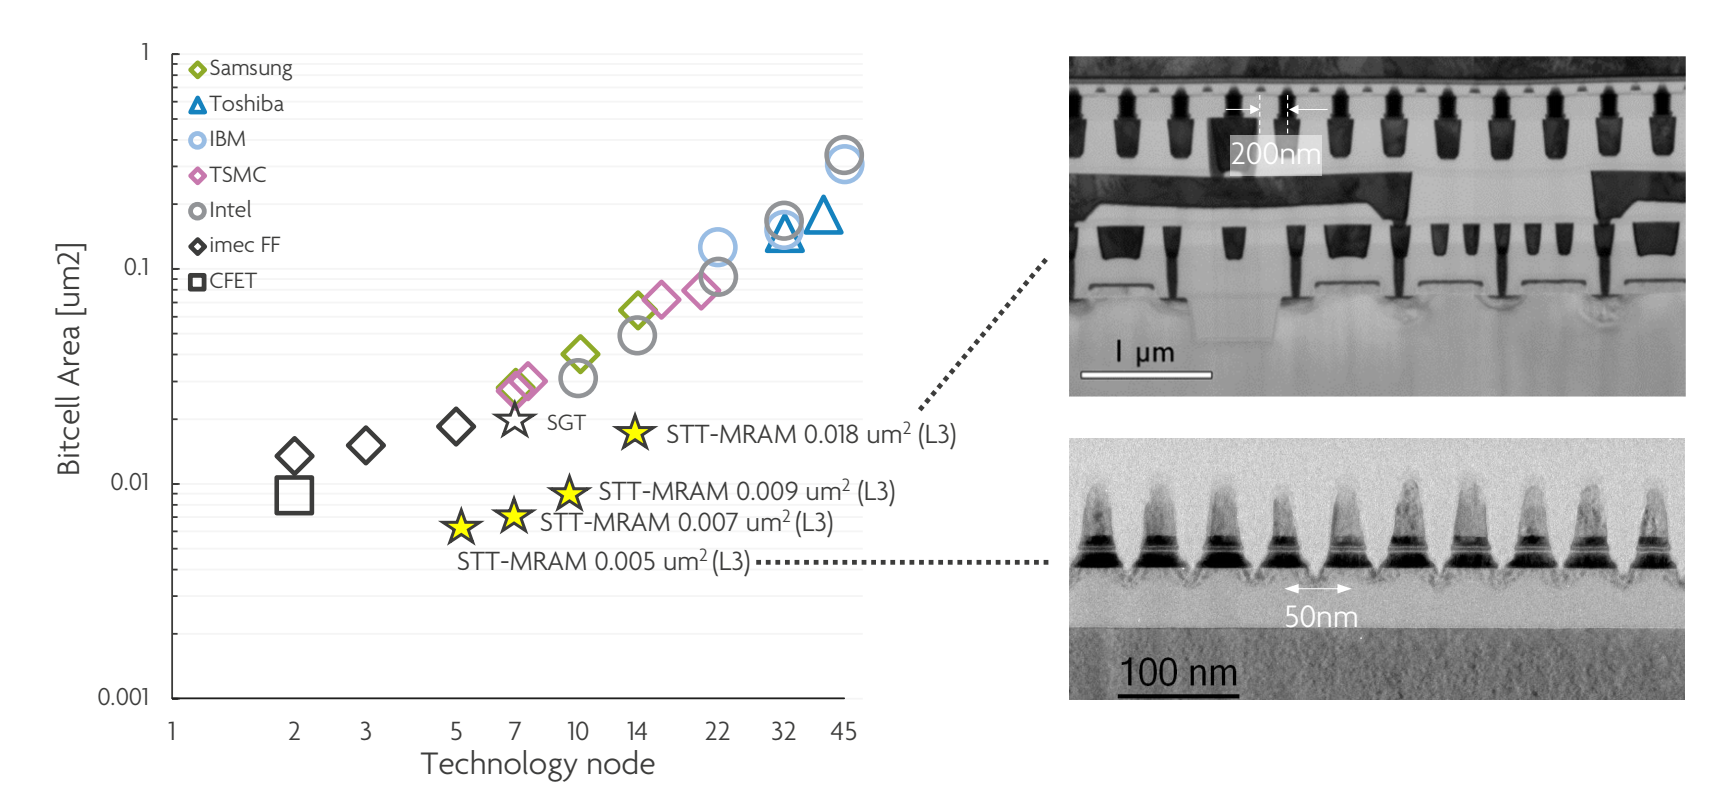 1
Samsung
Toshiba
IBM
TSMC
Intel
imec FF
CFET
0.1
0.01
0.001
Bitcell Area [um2]
SGT
STT-MRAM 0.018 um² (L3)
STT-MRAM 0.009 um² (L3)
STT-MRAM 0.007 um² (L3)
STT-MRAM 0.005 um² (L3)
1 2 3 5 7 10 14 22 32 45
Technology node
200nm
1 µm
50nm
100 nm